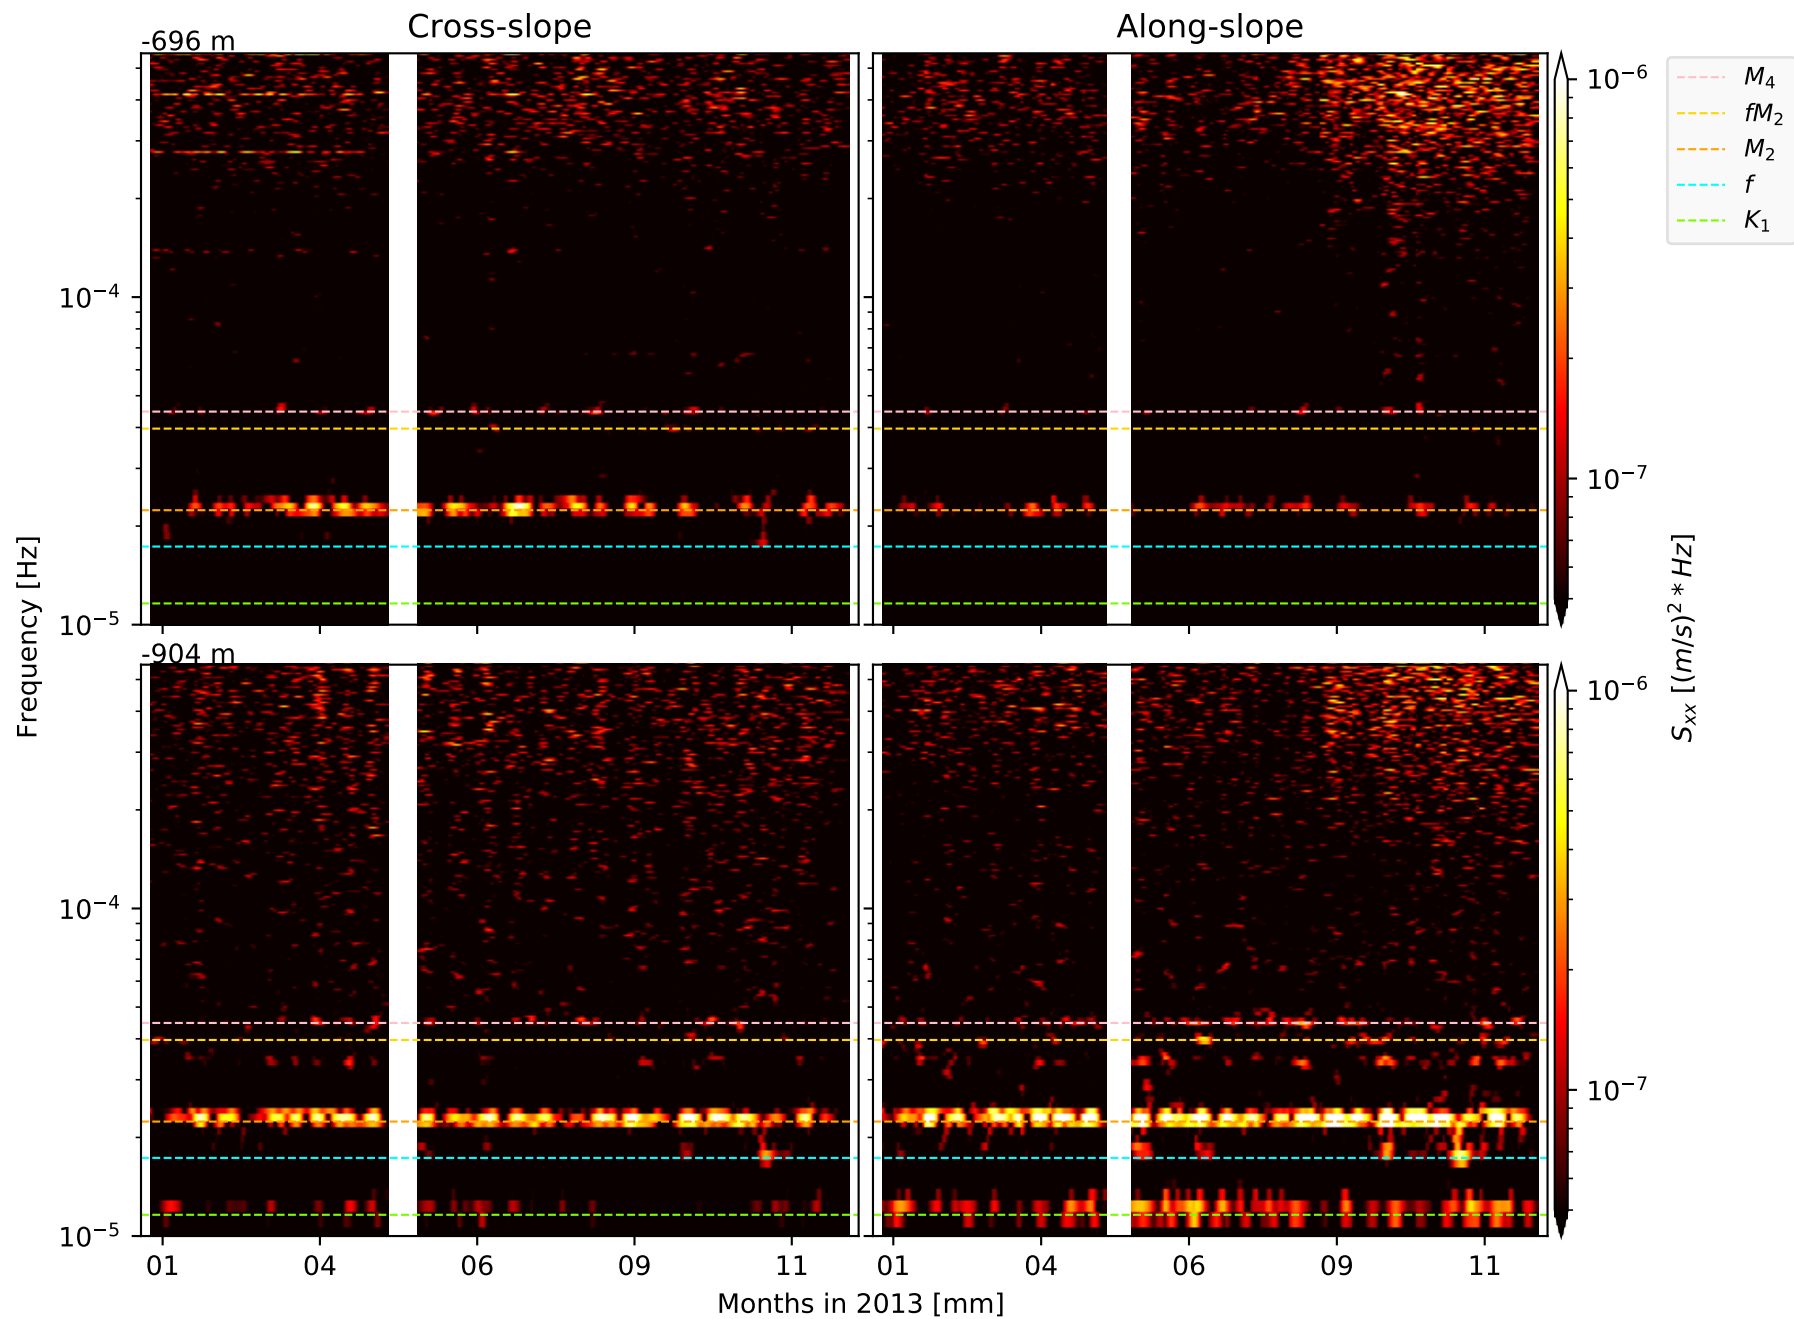 Cross-slope
Along-slope
-696 m
10⁻⁴
10⁻⁵
10⁻⁶
10⁻⁷
M₄
fM₂
M₂
f
K₁
Frequency [Hz]
Sₓₓ [(m/s)² * Hz]
-904 m
10⁻⁴
10⁻⁵
10⁻⁶
10⁻⁷
01 04 06 09 11
01 04 06 09 11
Months in 2013 [mm]